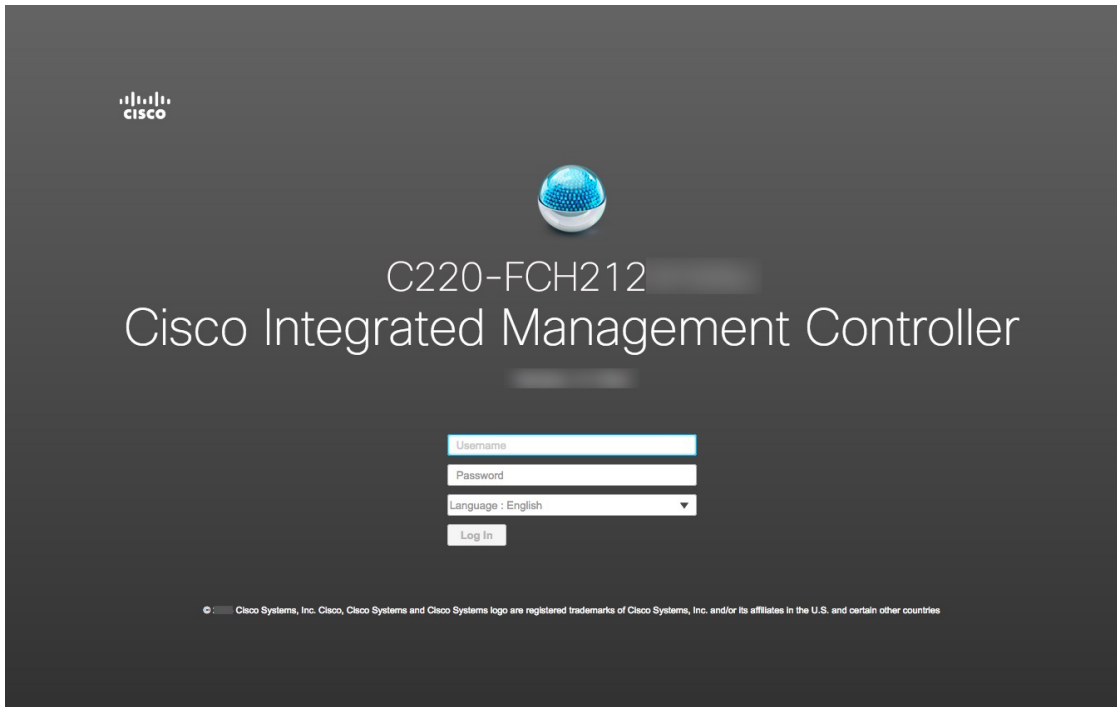 CISCO
C220-FCH212
Cisco Integrated Management Controller
Username
Password
Language : English
Log In
© Cisco Systems, Inc. Cisco, Cisco Systems and Cisco Systems logo are registered trademarks of Cisco Systems, Inc. and/or its affiliates in the U.S. and certain other countries